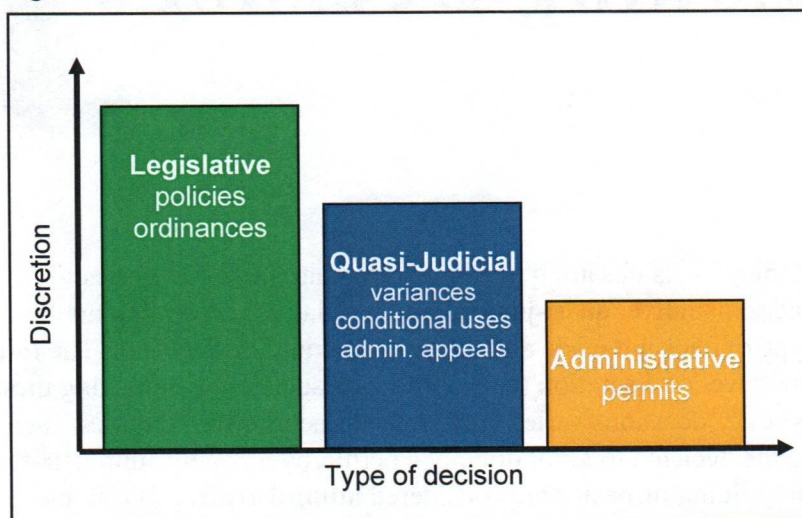 Discretion
Legislative
policies
ordinances
Quasi-Judicial
variances
conditional uses
admin. appeals
Administrative
permits
Type of decision